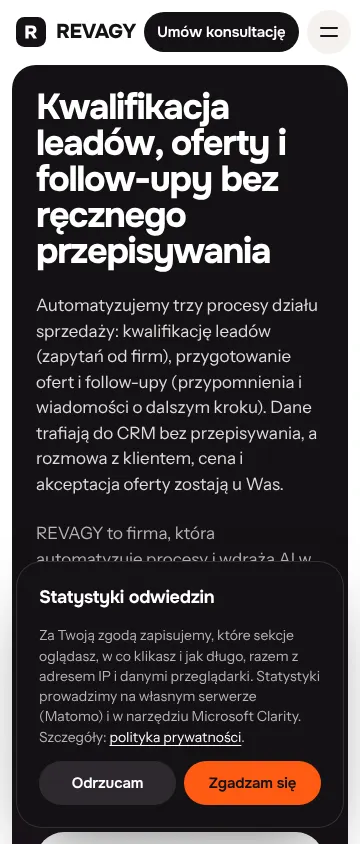 R REVAGY Umów konsultację
Kwalifikacja
leadów, oferty i
follow-upy bez
ręcznego
przepisywania
Automatyzujemy trzy procesy działu
sprzedaży: kwalifikację leadów
(zapytań od firm), przygotowanie
ofert i follow-upy (przypomnienia i
wiadomości o dalszym kroku). Dane
trafiają do CRM bez przepisywania, a
rozmowa z klientem, cena i
akceptacja oferty zostają u Was.
REVAGY to firma, która
automatyzuje procesy i wdraża AI w
Statystyki odwiedzin
Za Twoją zgodą zapisujemy, które sekcje
oglądasz, w co klikasz i jak długo, razem z
adresem IP i danymi przeglądarki. Statystyki
prowadzimy na własnym serwerze
(Matomo) i w narzędziu Microsoft Clarity.
Szczegóły: polityka prywatności.
Odrzucam Zgadzam się